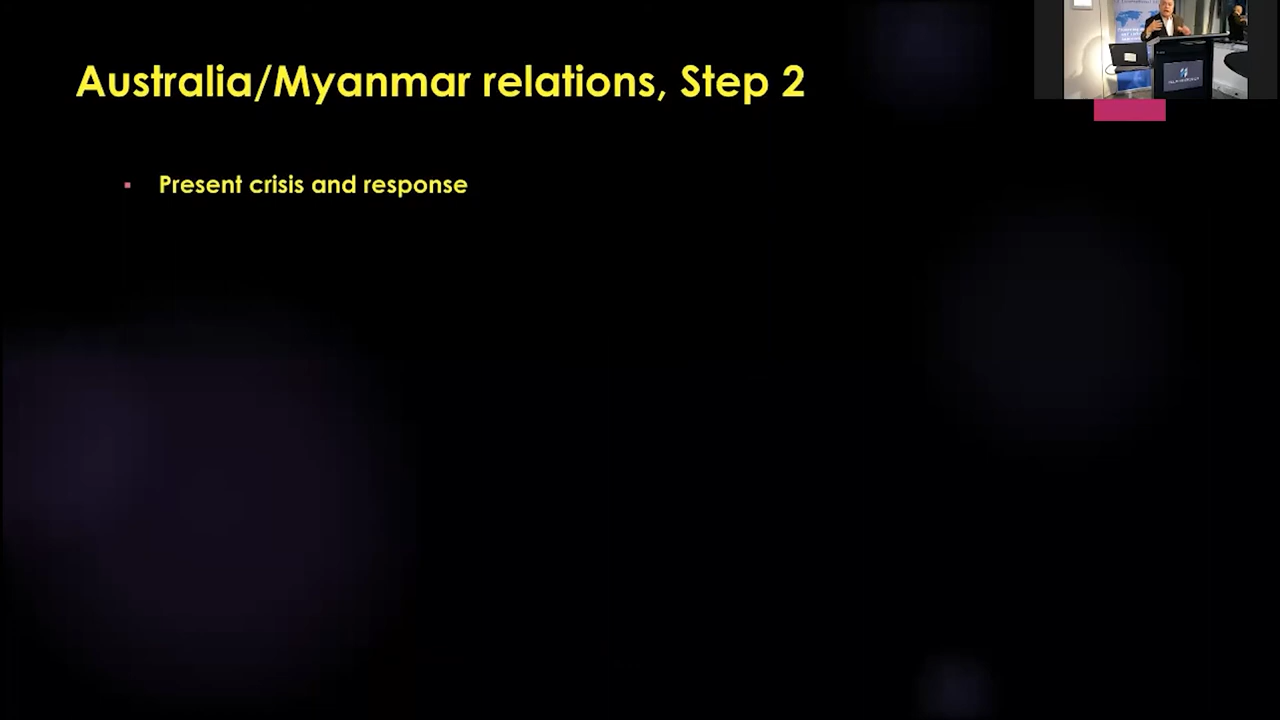 Australia/Myanmar relations, Step 2
Present crisis and response